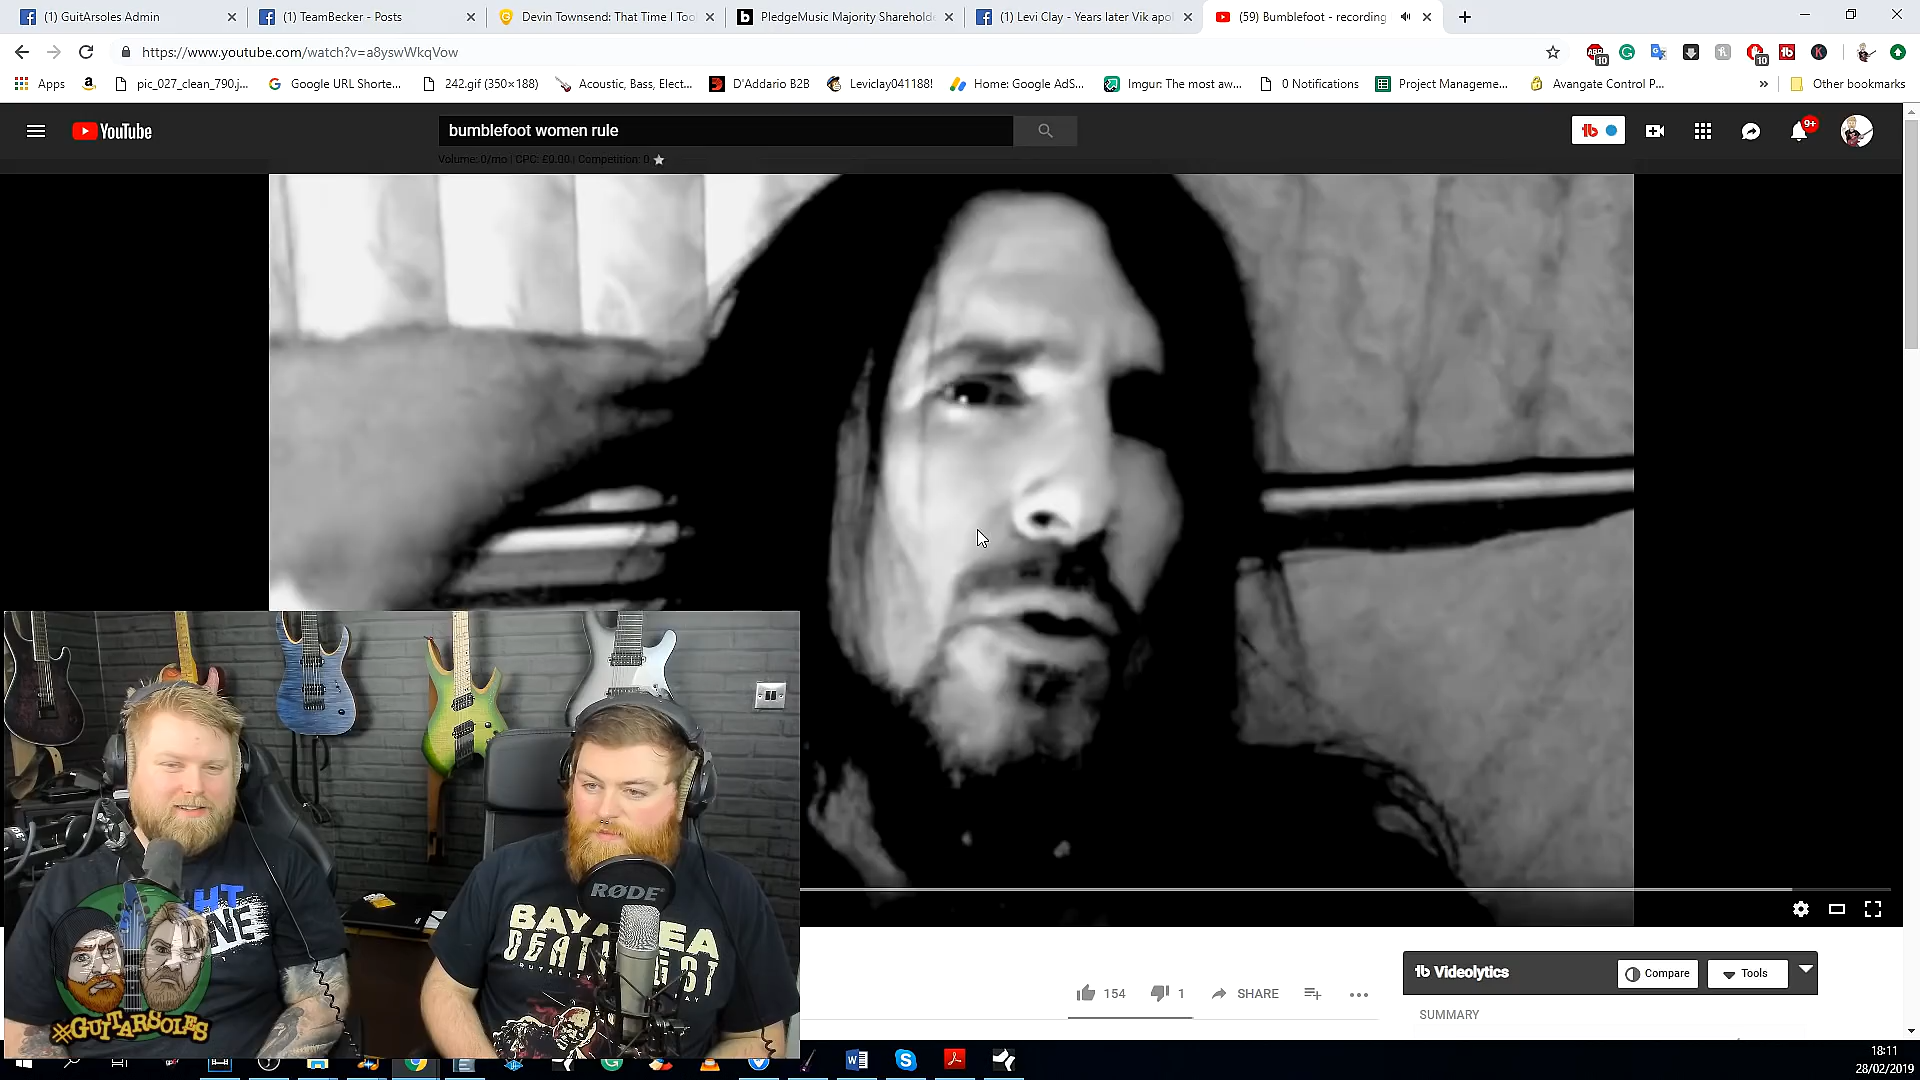 (1) GuitArsoles Admin
(1) TeamBecker - Posts
Devin Townsend: That Time I Too
PledgeMusic Majority Sharehold
(1) Levi Clay - Years later Vik apo
(59) Bumblefoot - recording
https://www.youtube.com/watch?v=a8yswWkqVow
Apps
pic_027_clean_790.j...
Google URL Shorte...
242.gif (350×188)
Acoustic, Bass, Elect...
D'Addario B2B
Leviclay041188!
Home: Google AdS...
Imgur: The most aw...
0 Notifications
Project Manageme...
Avangate Control P...
Other bookmarks
YouTube
bumblefoot women rule
9+
Volume: 0/mo | CPC: £0.00 | Competition: 0
RØDE
BAY AREA
DEATH
#GUITARSOLES
154
1
SHARE
Videolytics
Compare
Tools
SUMMARY
18:11
28/02/2019